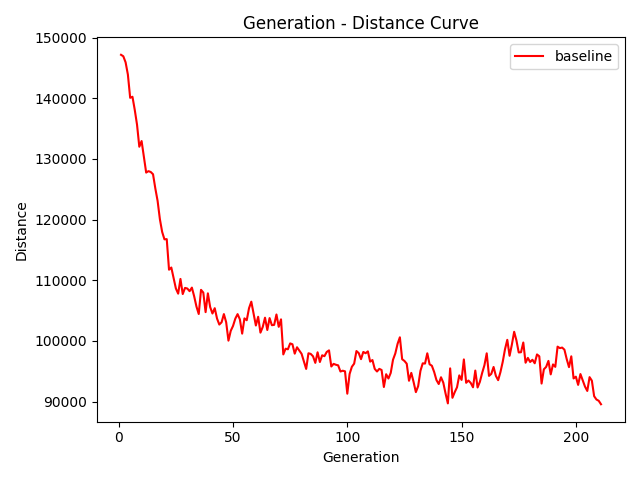 Generation - Distance Curve
baseline
150000
140000
130000
120000
110000
100000
90000
Distance
0 50 100 150 200
Generation